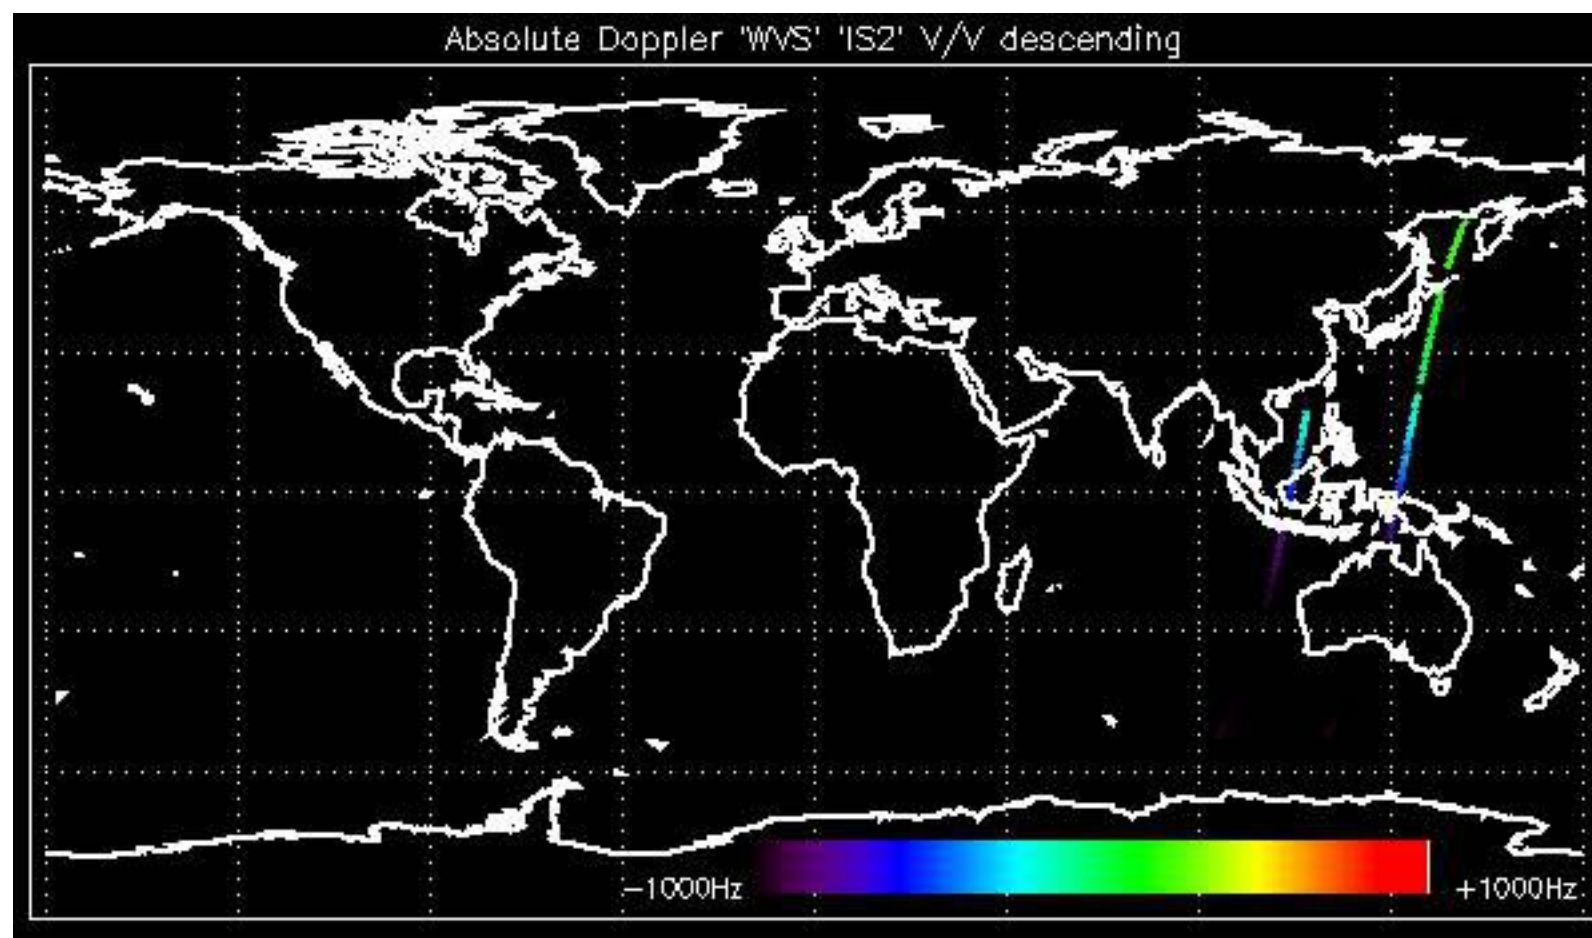 Absolute Doppler 'WVS' 'IS2' V/V descending
-1000Hz +1000Hz